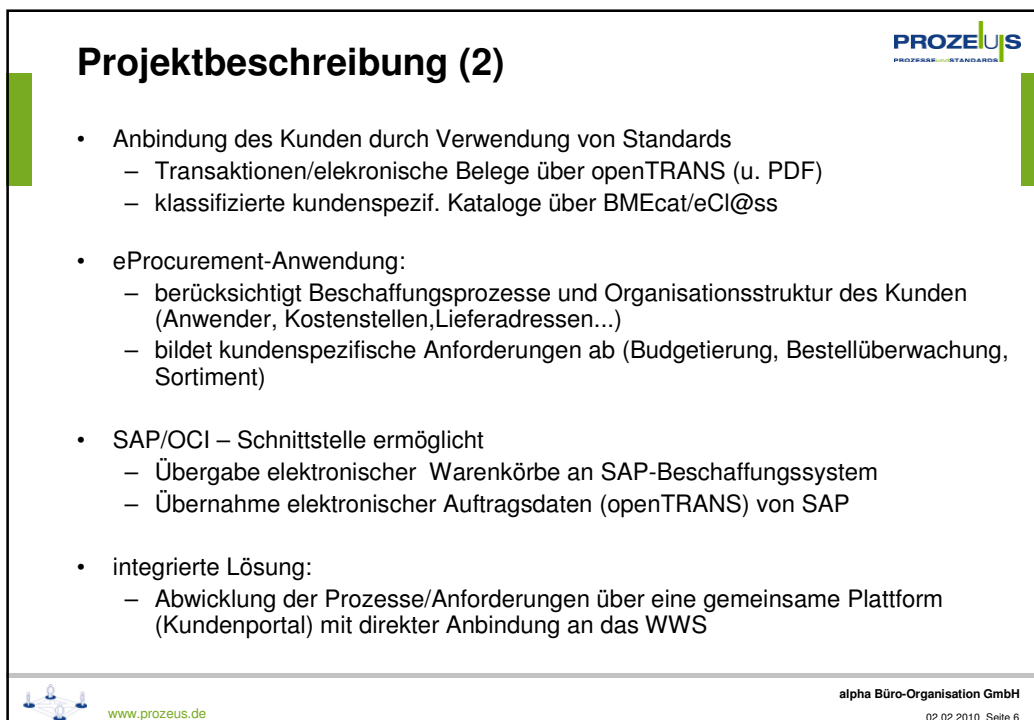 Projektbeschreibung (2)
PROZEUS
PROZESSE UND STANDARDS
• Anbindung des Kunden durch Verwendung von Standards
– Transaktionen/elekronische Belege über openTRANS (u. PDF)
– klassifizierte kundenspezif. Kataloge über BMEcat/eCl@ss
• eProcurement-Anwendung:
– berücksichtigt Beschaffungsprozesse und Organisationsstruktur des Kunden
(Anwender, Kostenstellen,Lieferadressen...)
– bildet kundenspezifische Anforderungen ab (Budgetierung, Bestellüberwachung,
Sortiment)
• SAP/OCI – Schnittstelle ermöglicht
– Übergabe elektronischer Warenkörbe an SAP-Beschaffungssystem
– Übernahme elektronischer Auftragsdaten (openTRANS) von SAP
• integrierte Lösung:
– Abwicklung der Prozesse/Anforderungen über eine gemeinsame Plattform
(Kundenportal) mit direkter Anbindung an das WWS
www.prozeus.de
alpha Büro-Organisation GmbH
02.02.2010, Seite 6